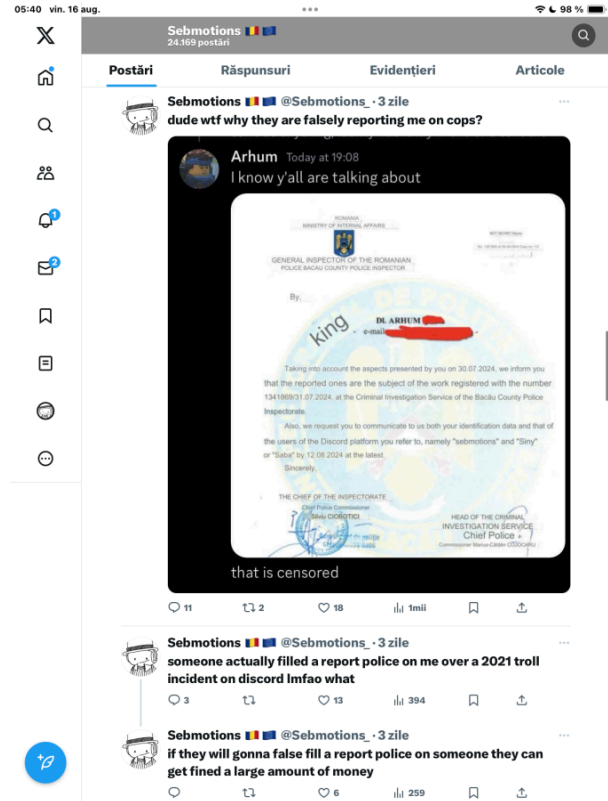 05:40 vin. 16 aug.
98 %
Sebmotions
24.169 postări
Postări
Răspunsuri
Evidențieri
Articole
Sebmotions @Sebmotions_ · 3 zile
dude wtf why they are falsely reporting me on cops?
Arhum Today at 19:08
I know y'all are talking about
ROMANIA
MINISTRY OF INTERNAL AFFAIRS
GENERAL INSPECTOR OF THE ROMANIAN
POLICE BACAU COUNTY POLICE INSPECTOR
By,
king
DL ARHUM
- e-mail
-
Taking into account the aspects presented by you on 30.07.2024, we inform you
that the reported ones are the subject of the work registered with the number
1341869/31.07.2024, at the Criminal Investigation Service of the Bacău County Police
Inspectorate.
Also, we request you to communicate to us both your identification data and that of
the users of the Discord platform you refer to, namely "sebmotions" and "Siny"
or "Saba" by 12.08 2024 at the latest.
Sincerely,
THE CHIEF OF THE INSPECTORATE
Chief Police Commissioner
Silviu CIOBOTICI
HEAD OF THE CRIMINAL
INVESTIGATION SERVICE
Chief Police
that is censored
11
2
18
1mii
Sebmotions @Sebmotions_ · 3 zile
someone actually filled a report police on me over a 2021 troll
incident on discord lmfao what
3
13
394
Sebmotions @Sebmotions_ · 3 zile
if they will gonna false fill a report police on someone they can
get fined a large amount of money
6
259
1
2